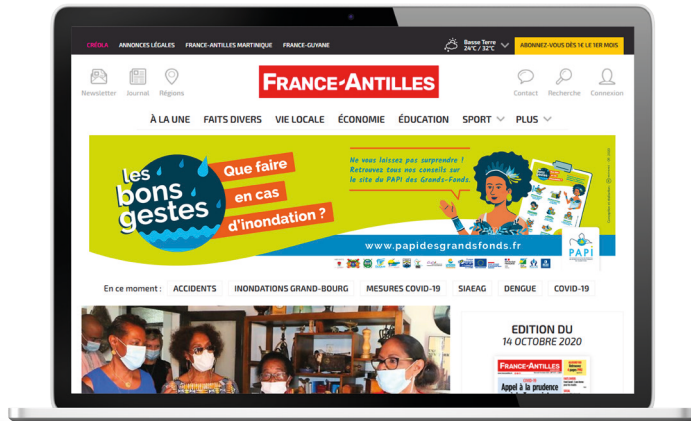 CRÉOLA ANNONCES LÉGALES FRANCE-ANTILLES MARTINIQUE FRANCE-GUYANE
Basse Terre
24°C / 32°C
ABONNEZ-VOUS DÈS 1€ LE 1ER MOIS
Newsletter Journal Régions
FRANCE-ANTILLES
Contact Recherche Connexion
À LA UNE FAITS DIVERS VIE LOCALE ÉCONOMIE ÉDUCATION SPORT PLUS
les
bons
gestes
Que faire
en cas
d'inondation ?
Ne vous laissez pas surprendre !
Retrouvez tous nos conseils sur
le site du PAPI des Grands-Fonds.
www.papidesgrandsfonds.fr
PAPI
En ce moment : ACCIDENTS INONDATIONS GRAND-BOURG MESURES COVID-19 SIAEAG DENGUE COVID-19
EDITION DU
14 OCTOBRE 2020
FRANCE-ANTILLES
Appel à la prudence